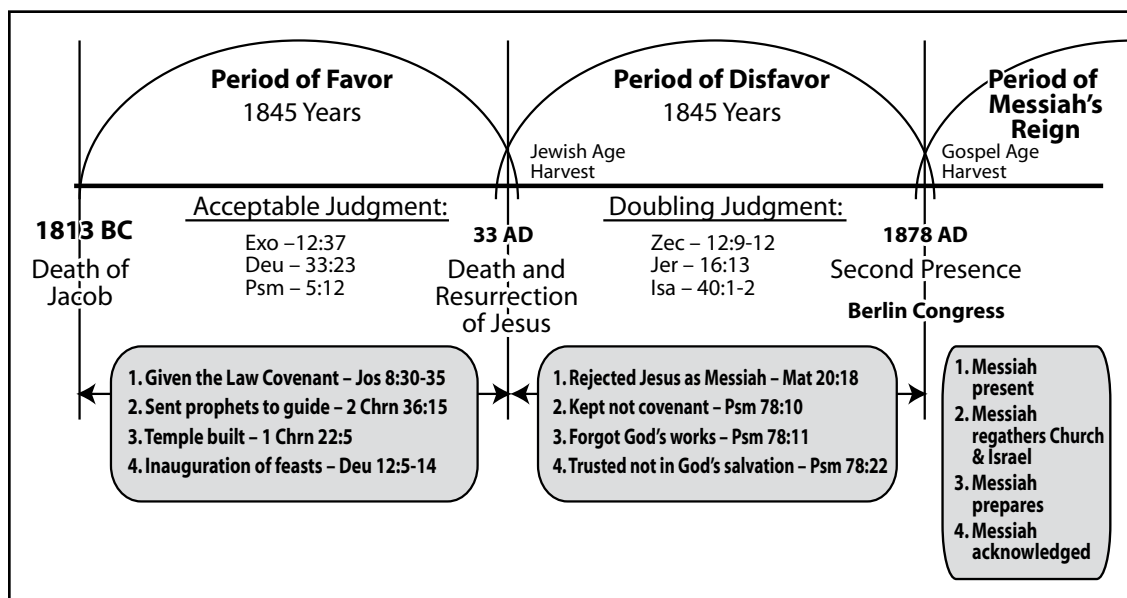 Period of Favor
1845 Years
Period of Disfavor
1845 Years
Period of
Messiah's
Reign
Jewish Age
Harvest
Gospel Age
Harvest
1813 BC
Death of
Jacob
Acceptable Judgment:
Exo –12:37
Deu – 33:23
Psm – 5:12
33 AD
Death and
Resurrection
of Jesus
Doubling Judgment:
Zec – 12:9-12
Jer – 16:13
Isa – 40:1-2
1878 AD
Second Presence
Berlin Congress
1. Given the Law Covenant – Jos 8:30-35
2. Sent prophets to guide – 2 Chrn 36:15
3. Temple built – 1 Chrn 22:5
4. Inauguration of feasts – Deu 12:5-14
1. Rejected Jesus as Messiah – Mat 20:18
2. Kept not covenant – Psm 78:10
3. Forgot God's works – Psm 78:11
4. Trusted not in God's salvation – Psm 78:22
1. Messiah
present
2. Messiah
regathers Church
& Israel
3. Messiah
prepares
4. Messiah
acknowledged